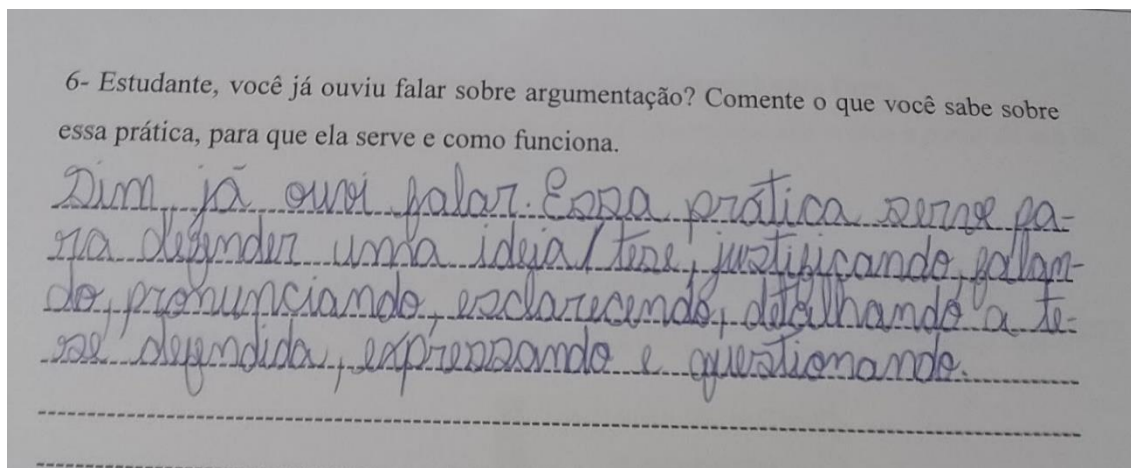 6- Estudante, você já ouviu falar sobre argumentação? Comente o que você sabe sobre
essa prática, para que ela serve e como funciona.
Sim, já ouvi falar. Essa prática serve pa-
ra defender uma ideia/tese, justificando, falan-
do, pronunciando, esclarecendo, detalhando a te-
se defendida, expressando e questionando.